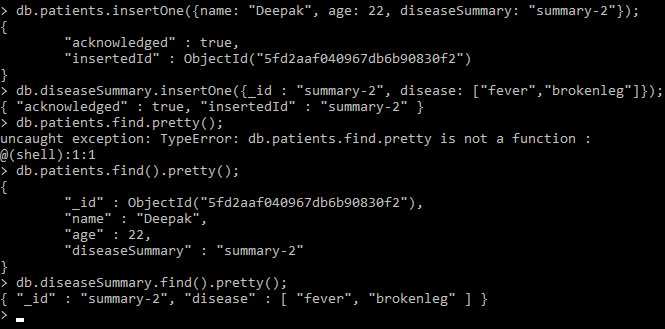 > db.patients.insertOne({name: "Deepak", age: 22, diseaseSummary: "summary-2"});
{
        "acknowledged" : true,
        "insertedId" : ObjectId("5fd2aaf040967db6b90830f2")
}
> db.diseaseSummary.insertOne({_id : "summary-2", disease: ["fever","brokenleg"]});
{ "acknowledged" : true, "insertedId" : "summary-2" }
> db.patients.find.pretty();
uncaught exception: TypeError: db.patients.find.pretty is not a function :
@(shell):1:1
> db.patients.find().pretty();
{
        "_id" : ObjectId("5fd2aaf040967db6b90830f2"),
        "name" : "Deepak",
        "age" : 22,
        "diseaseSummary" : "summary-2"
}
> db.diseaseSummary.find().pretty();
{ "_id" : "summary-2", "disease" : [ "fever", "brokenleg" ] }
>